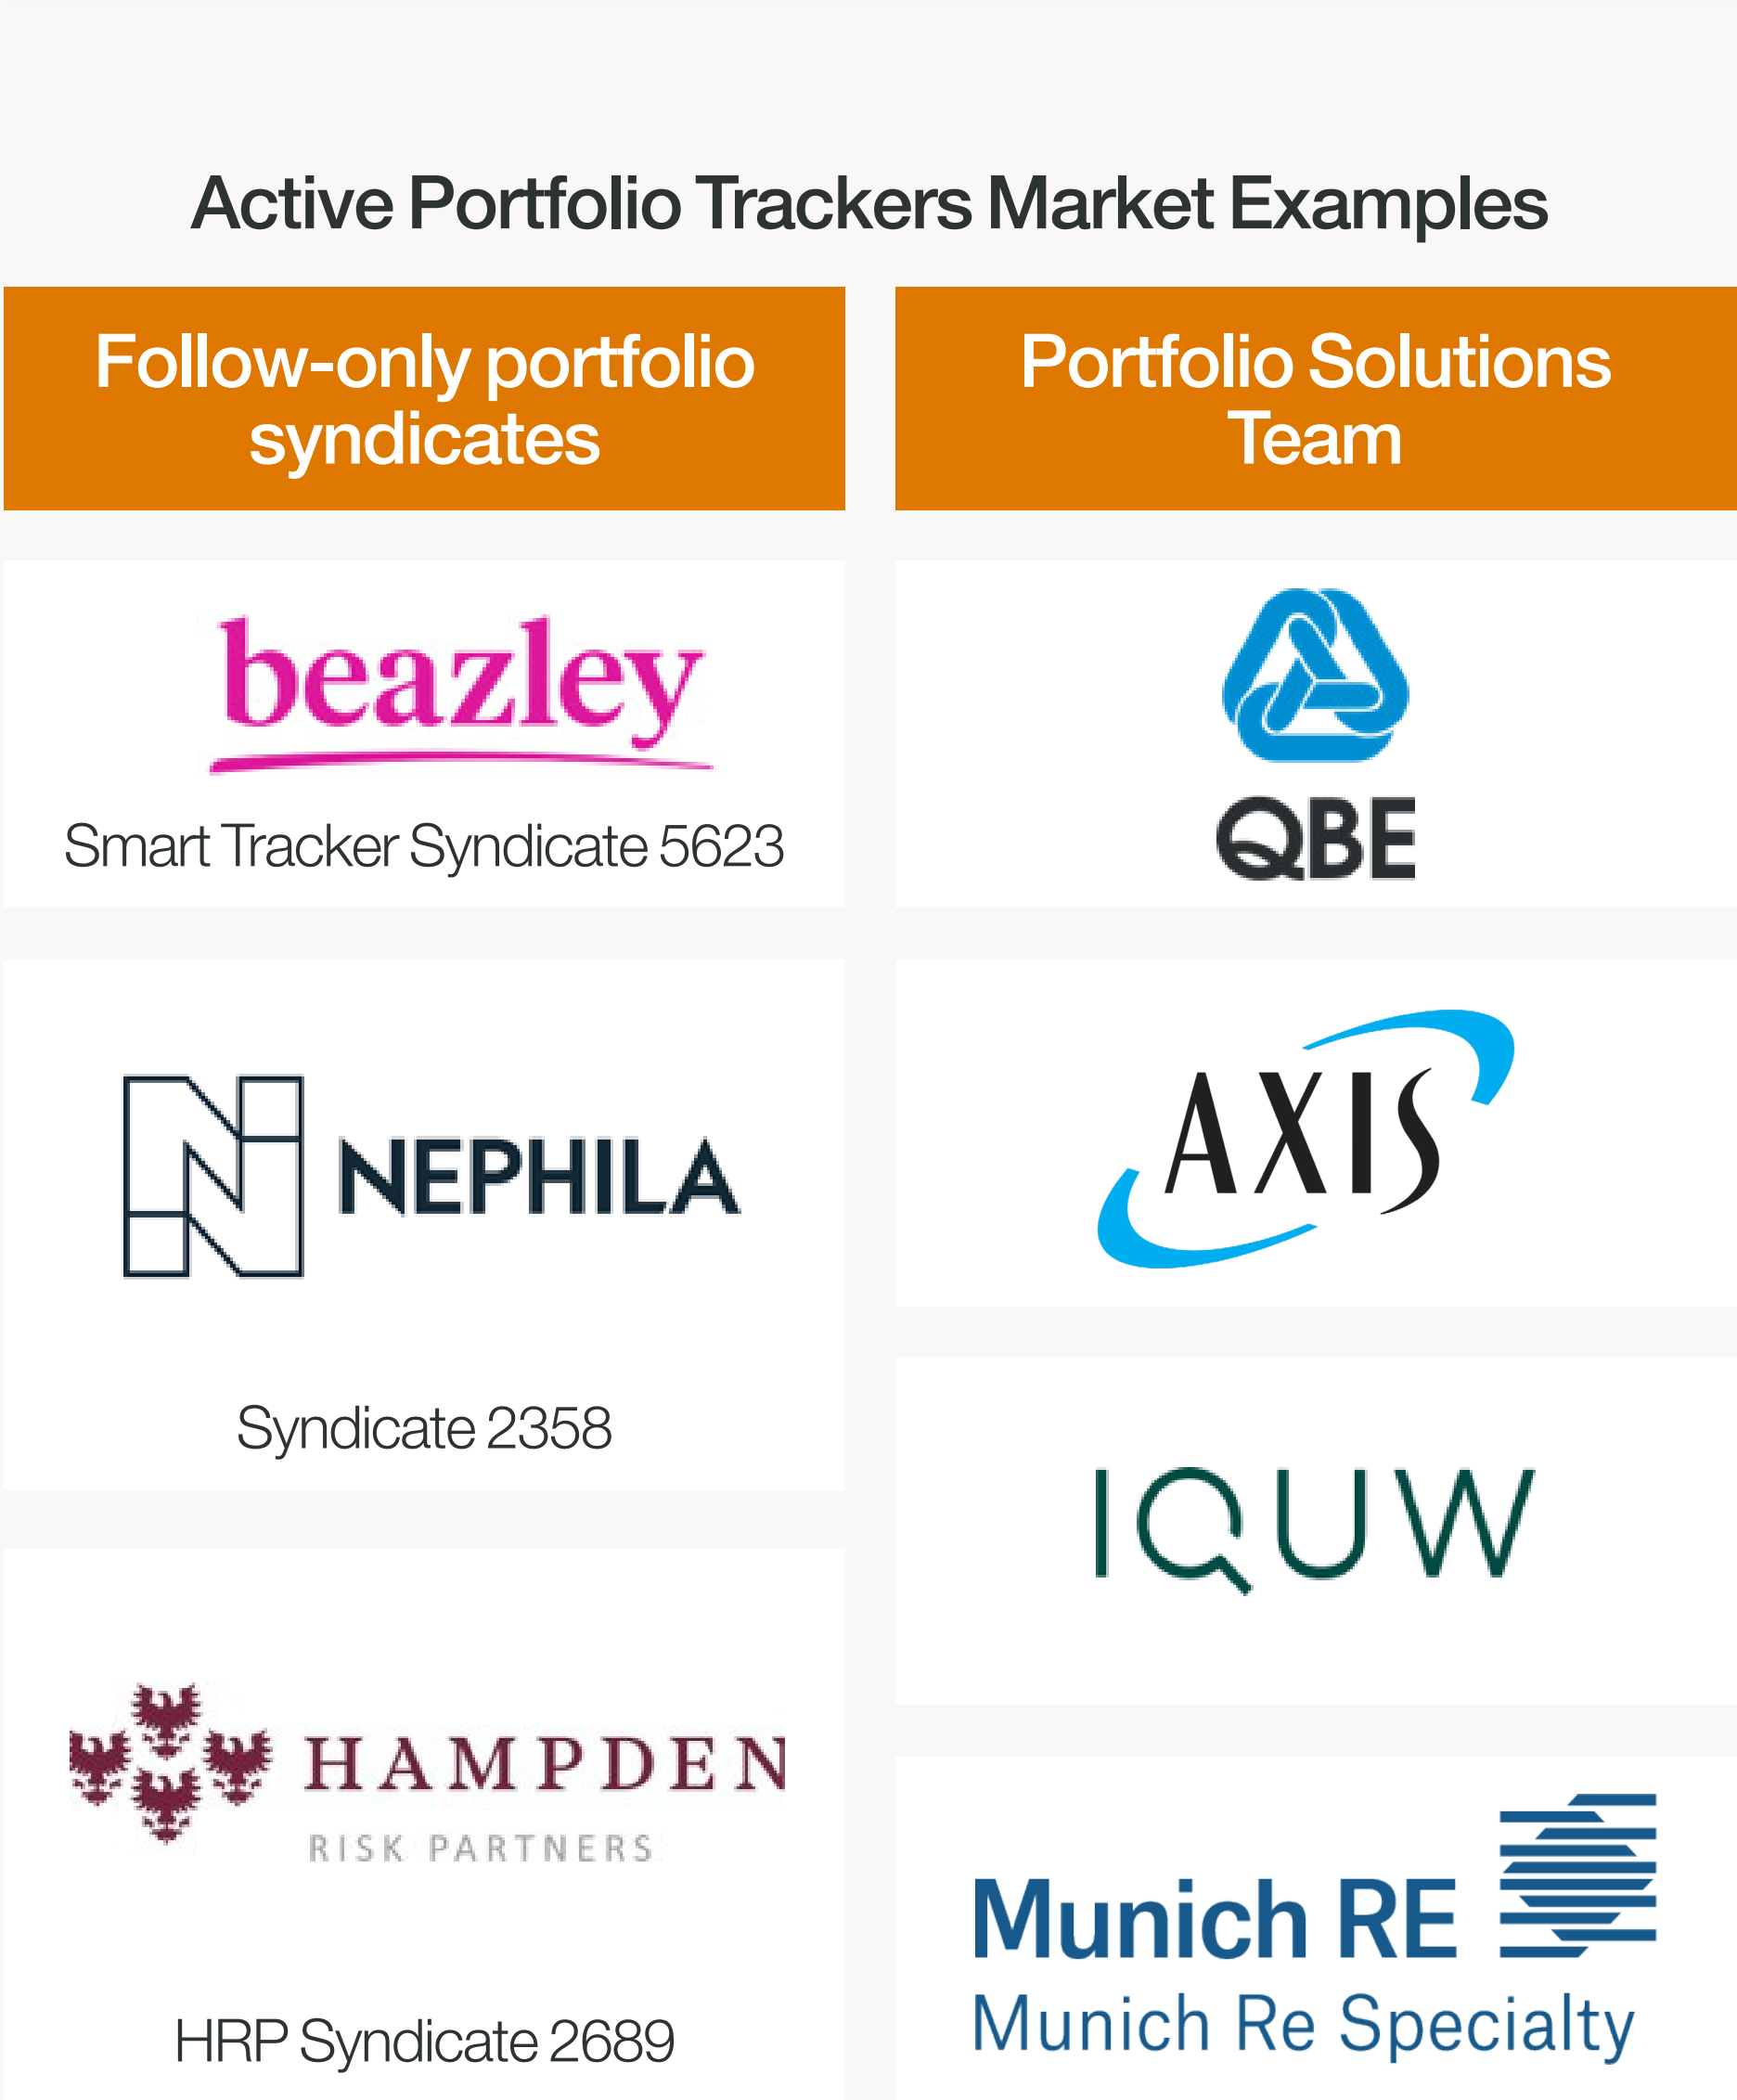 Active Portfolio Trackers Market Examples
Follow-only portfolio
syndicates
beazley
Smart Tracker Syndicate 5623
NEPHILA
Syndicate 2358
HAMPDEN
RISK PARTNERS
HRP Syndicate 2689
Portfolio Solutions
Team
QBE
AXIS
IQUW
Munich RE
Munich Re Specialty